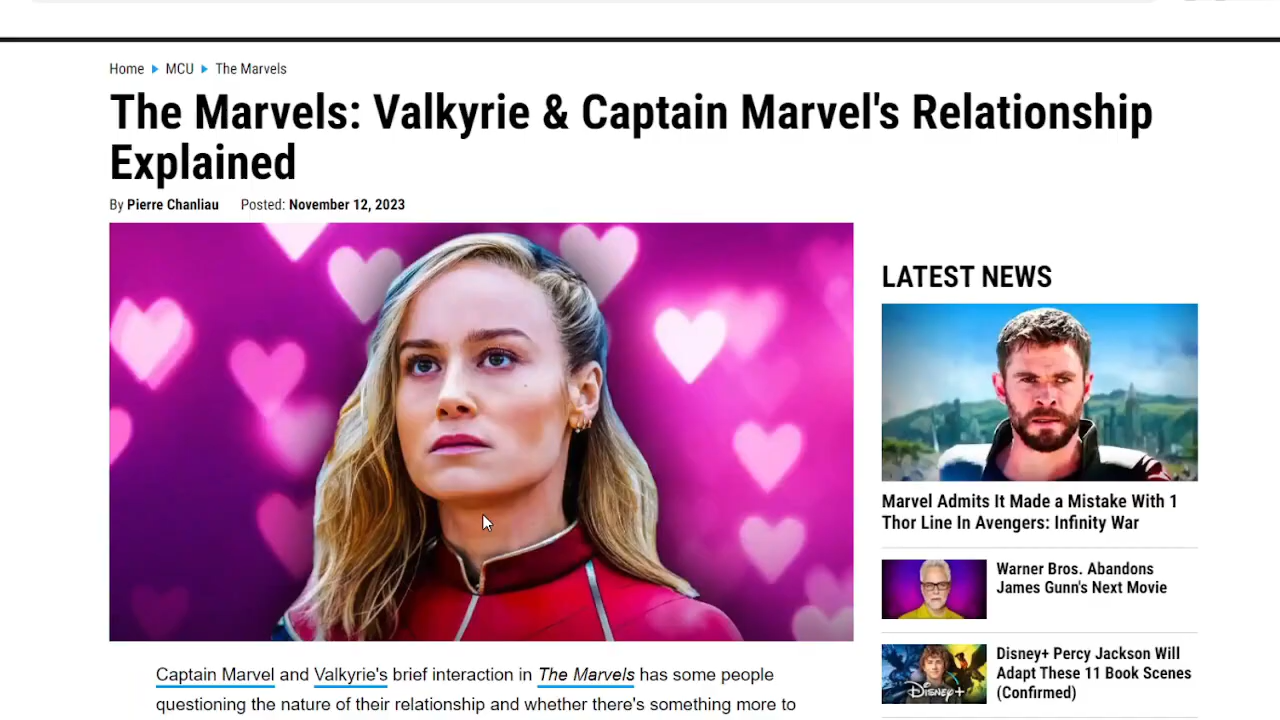 Home MCU The Marvels
The Marvels: Valkyrie & Captain Marvel's Relationship
Explained
By Pierre Chanliau Posted: November 12, 2023
Captain Marvel and Valkyrie's brief interaction in The Marvels has some people
questioning the nature of their relationship and whether there's something more to
LATEST NEWS
Marvel Admits It Made a Mistake With 1
Thor Line In Avengers: Infinity War
Warner Bros. Abandons
James Gunn's Next Movie
Disney+
Disney+ Percy Jackson Will
Adapt These 11 Book Scenes
(Confirmed)